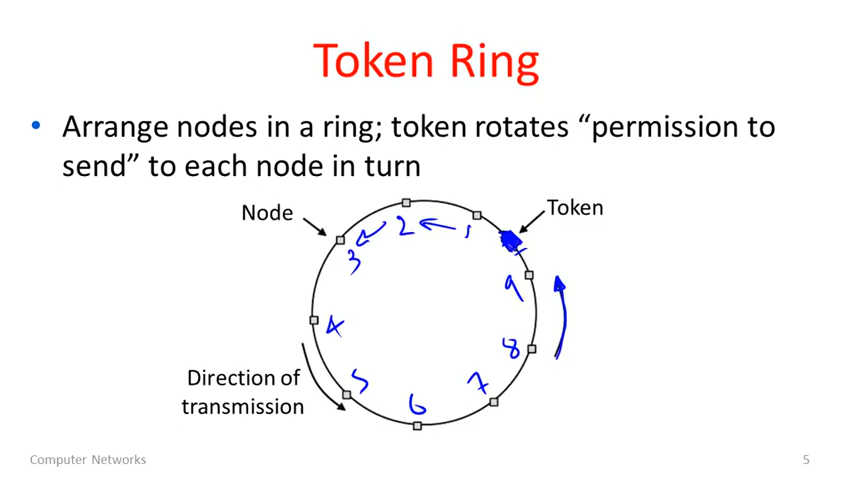 Token Ring
• Arrange nodes in a ring; token rotates “permission to
send” to each node in turn
Node
Token
2
1
3
9
4
8
Direction of
transmission
5
7
6
Computer Networks
5